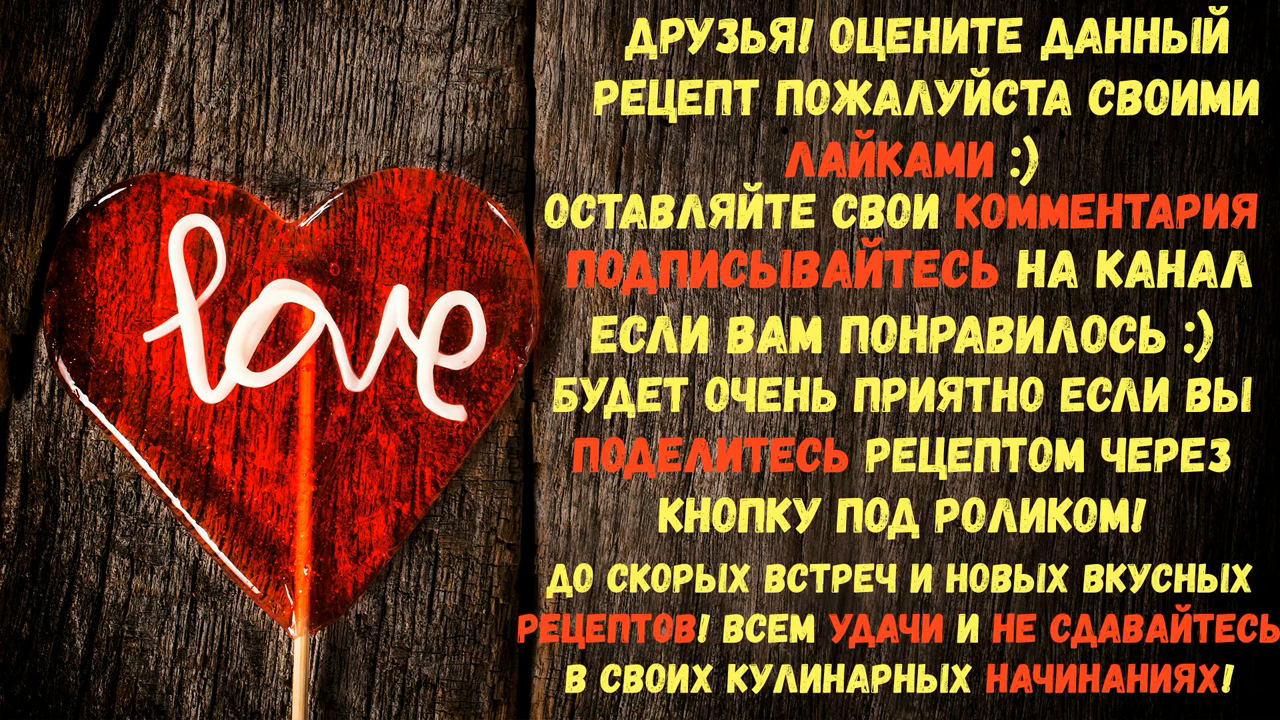 love
ДРУЗЬЯ! ОЦЕНИТЕ ДАННЫЙ
РЕЦЕПТ ПОЖАЛУЙСТА СВОИМИ
ЛАЙКАМИ :)
ОСТАВЛЯЙТЕ СВОИ КОММЕНТАРИЯ
ПОДПИСЫВАЙТЕСЬ НА КАНАЛ
ЕСЛИ ВАМ ПОНРАВИЛОСЬ :)
БУДЕТ ОЧЕНЬ ПРИЯТНО ЕСЛИ ВЫ
ПОДЕЛИТЕСЬ РЕЦЕПТОМ ЧЕРЕЗ
КНОПКУ ПОД РОЛИКОМ!
ДО СКОРЫХ ВСТРЕЧ И НОВЫХ ВКУСНЫХ
РЕЦЕПТОВ! ВСЕМ УДАЧИ И НЕ СДАВАЙТЕСЬ
В СВОИХ КУЛИНАРНЫХ НАЧИНАНИЯХ!